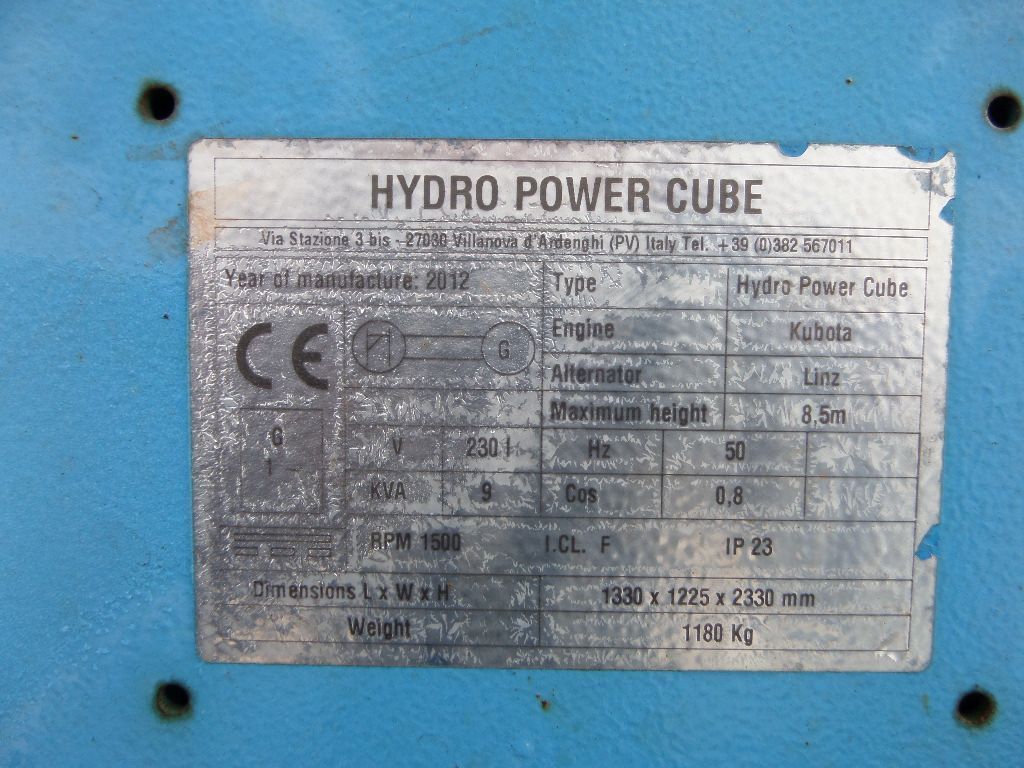 HYDRO POWER CUBE
Via Stazione 3 bis - 27030 Villanova d'Ardenghi (PV) Italy Tel. +39 (0)382 567011
Year of manufacture: 2012 Type Hydro Power Cube
CE G Engine Kubota
Alternator Linz
Maximum height 8,5m
G
1 ~
V 230 Hz 50
KVA 9 Cos 0,8
RPM 1500 I.CL. F IP 23
Dimensions L x W x H 1330 x 1225 x 2330 mm
Weight 1180 Kg